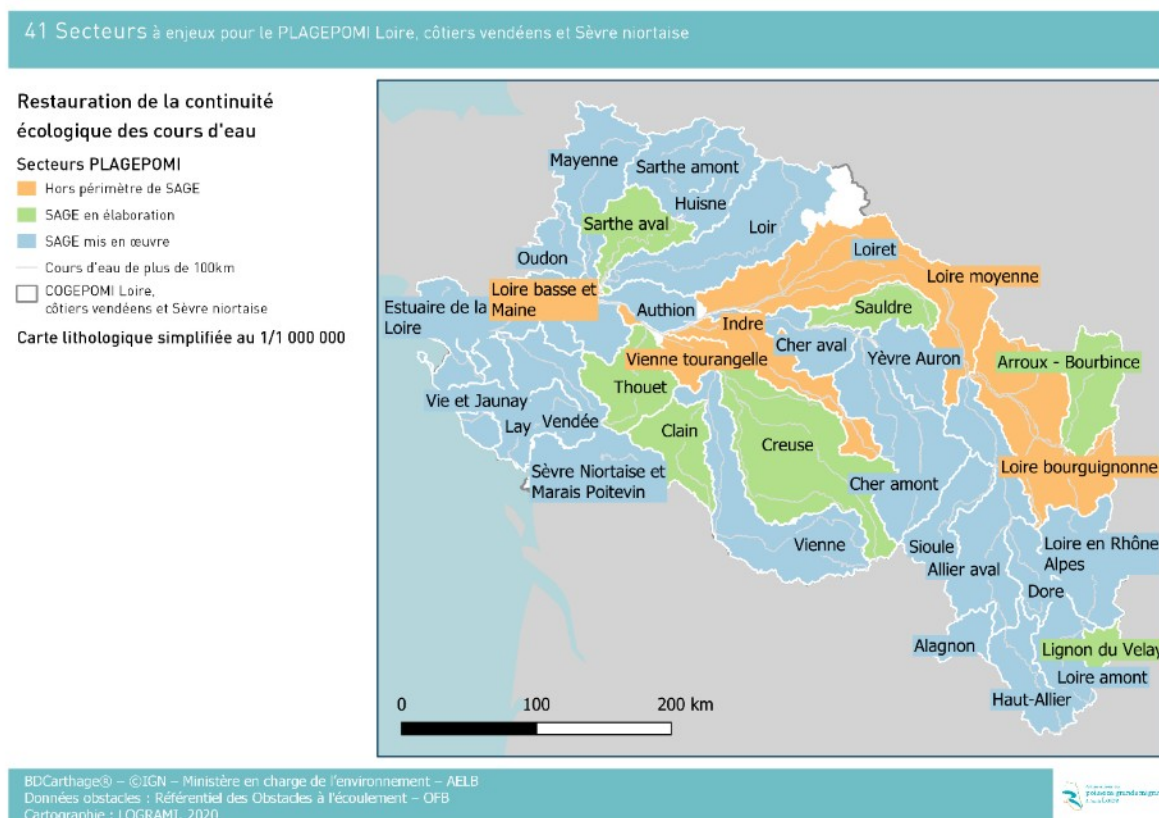 41 Secteurs à enjeux pour le PLAGEPOMI Loire, côtiers vendéens et Sèvre niortaise
Restauration de la continuité
écologique des cours d'eau
Secteurs PLAGEPOMI
Hors périmètre de SAGE
SAGE en élaboration
SAGE mis en œuvre
Cours d'eau de plus de 100km
COGEPOMI Loire,
côtiers vendéens et Sèvre niortaise
Carte lithologique simplifiée au 1/1 000 000
Mayenne
Sarthe amont
Huisne
Sarthe aval
Loir
Oudon
Loiret
Loire moyenne
Loire basse et
Maine
Estuaire de la
Loire
Authion
Sauldre
Indre
Cher aval
Yèvre Auron
Vienne tourangelle
Arroux - Bourbince
Thouet
Vie et Jaunay
Lay
Vendée
Clain
Creuse
Sèvre Niortaise et
Marais Poitevin
Cher amont
Loire bourguignonne
Vienne
Sioule
Allier aval
Loire en Rhône
Alpes
Dore
Alagnon
Lignon du Velay
Loire amont
Haut-Allier
0 100 200 km
BDCarthage® – ©IGN – Ministère en charge de l'environnement – AELB
Données obstacles : Référentiel des Obstacles à l'écoulement – OFB
Cartographie : LOGRAMI, 2020